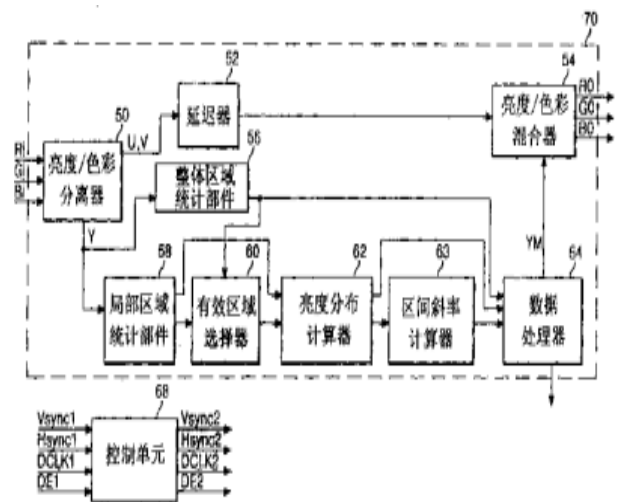 70
52
54
延迟器
亮度/色彩
混合器
R0
G0
B0
50
U,V
RI
GI
BI
亮度/色彩
分离器
56
整体区域
统计部件
Y
YM
58
60
62
63
64
局部区域
统计部件
有效区域
选择器
亮度分布
计算器
区间斜率
计算器
数据
处理器
68
Vsync1
Hsync1
DCLK1
DE1
控制单元
Vsync2
Hsync2
DCLK2
DE2